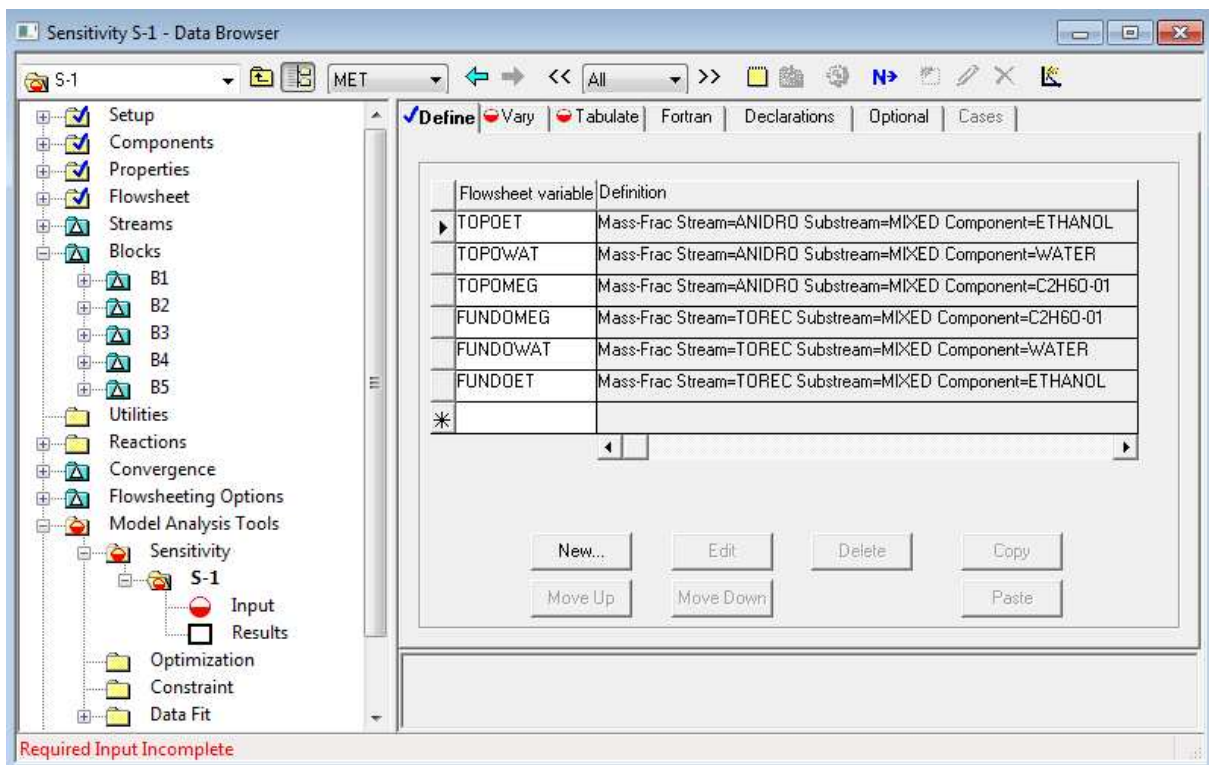 Sensitivity S-1 - Data Browser
S-1 MET << All >> N
Setup
Components
Properties
Flowsheet
Streams
Blocks
B1
B2
B3
B4
B5
Utilities
Reactions
Convergence
Flowsheeting Options
Model Analysis Tools
Sensitivity
S-1
Input
Results
Optimization
Constraint
Data Fit
Define Vary Tabulate Fortran Declarations Optional Cases
Flowsheet variable Definition
TOPOET Mass-Frac Stream=ANIDRO Substream=MIXED Component=ETHANOL
TOPOWAT Mass-Frac Stream=ANIDRO Substream=MIXED Component=WATER
TOPOMEG Mass-Frac Stream=ANIDRO Substream=MIXED Component=C2H6O-01
FUNDOMEG Mass-Frac Stream=TOREC Substream=MIXED Component=C2H6O-01
FUNDOWAT Mass-Frac Stream=TOREC Substream=MIXED Component=WATER
FUNDOET Mass-Frac Stream=TOREC Substream=MIXED Component=ETHANOL
New... Edit Delete Copy
Move Up Move Down Paste
Required Input Incomplete